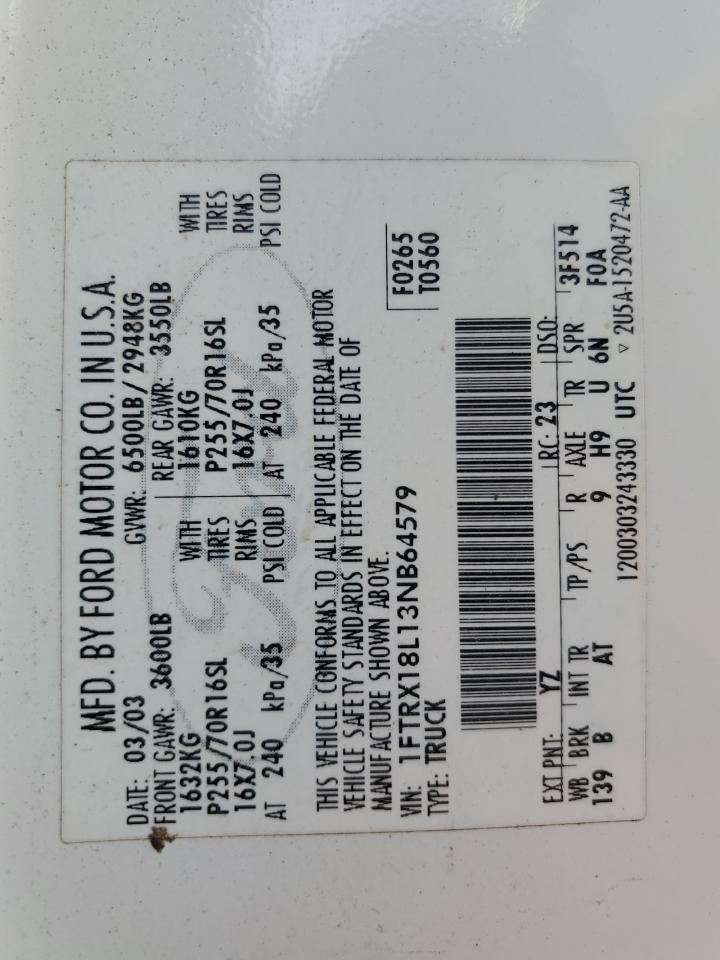 MFD. BY FORD MOTOR CO. IN U.S.A.
DATE: 03/03 GVWR: 6500LB/ 2948KG
FRONT GAWR: 3600LB REAR GAWR: 3550LB
1632KG WITH 1610KG WITH
P255/70R16SL TIRES P255/70R16SL TIRES
16X7.0J RIMS 16X7.0J RIMS
AT 240 kPa/35 PSI COLD AT 240 kPa/35 PSI COLD
THIS VEHICLE CONFORMS TO ALL APPLICABLE FEDERAL MOTOR
VEHICLE SAFETY STANDARDS IN EFFECT ON THE DATE OF
MANUFACTURE SHOWN ABOVE.
VIN: 1FTRX18L13NB64579
TYPE: TRUCK
F0265
T0560
EXT PNT: YZ RC: 23 DSO:
WB BRK INT TR TP/PS R AXLE TR SPR 3F514
139 B AT 9 H9 U 6N F0A
1200303243330 UTC ▽ 2U5A-1520472-AA
Ford